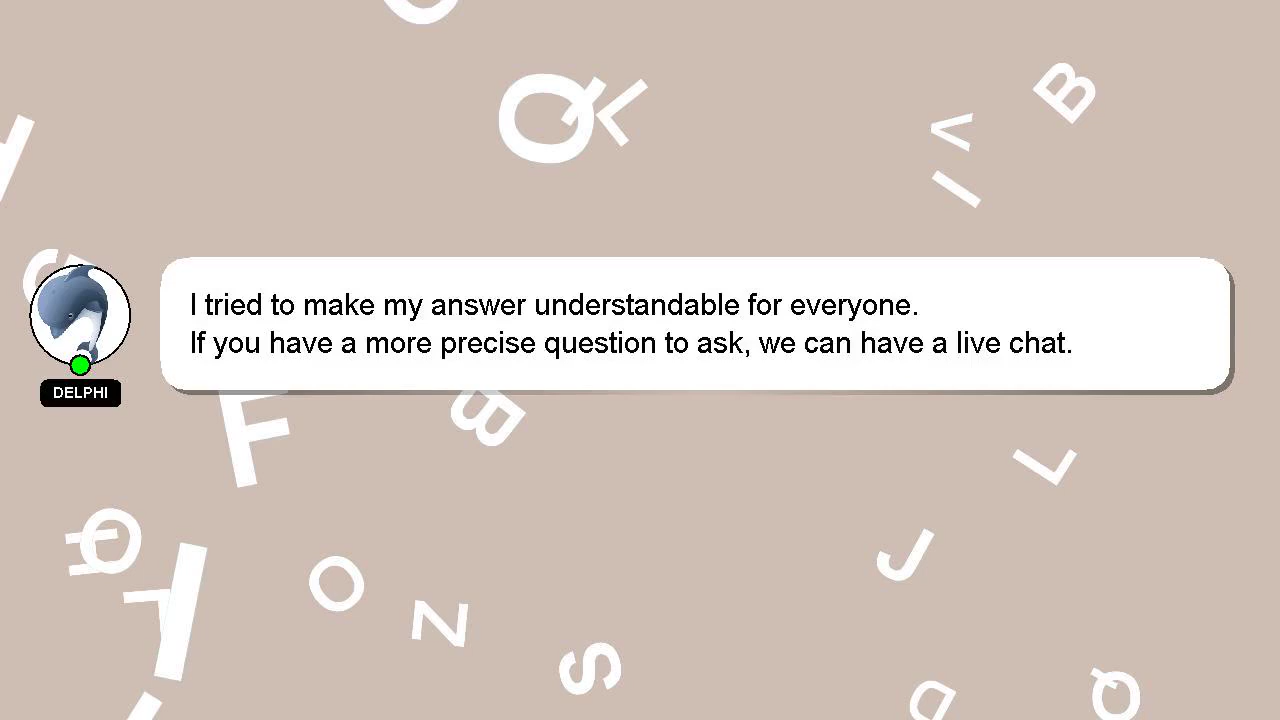 I tried to make my answer understandable for everyone.
If you have a more precise question to ask, we can have a live chat.
DELPHI